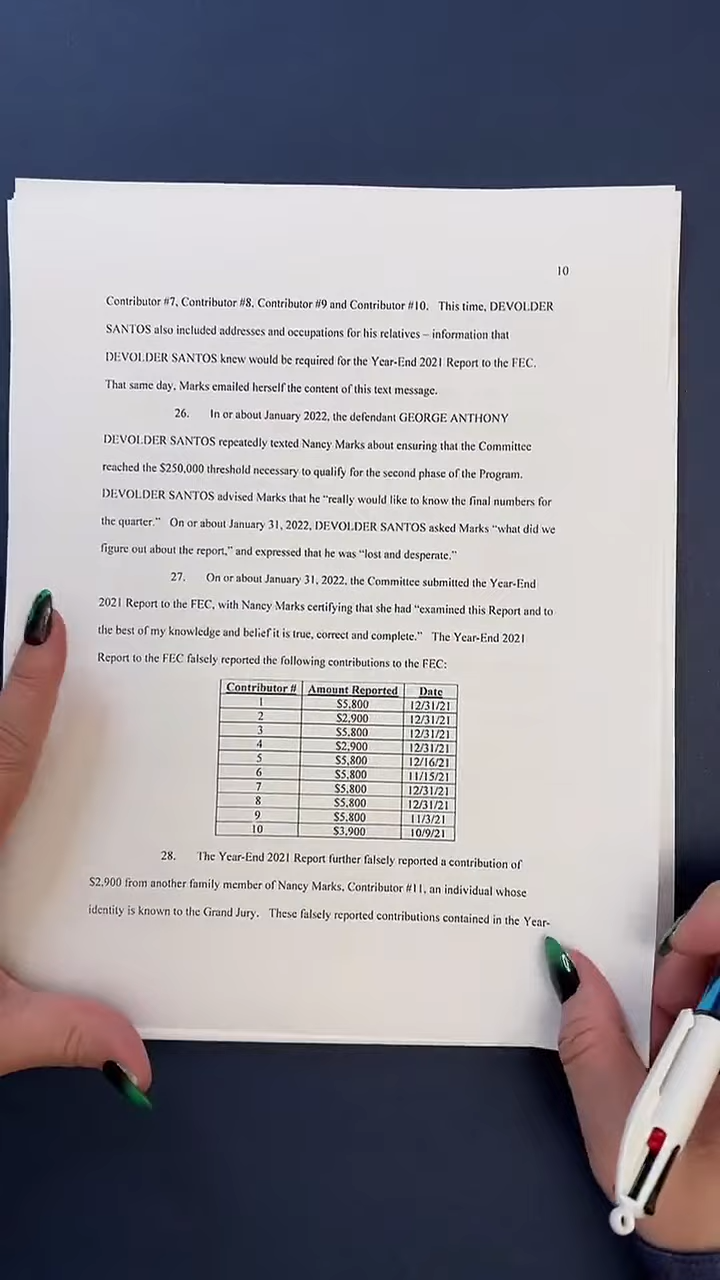 10
Contributor #7, Contributor #8, Contributor #9 and Contributor #10. This time, DEVOLDER
SANTOS also included addresses and occupations for his relatives – information that
DEVOLDER SANTOS knew would be required for the Year-End 2021 Report to the FEC.
That same day, Marks emailed herself the content of this text message.
26. In or about January 2022, the defendant GEORGE ANTHONY
DEVOLDER SANTOS repeatedly texted Nancy Marks about ensuring that the Committee
reached the $250,000 threshold necessary to qualify for the second phase of the Program.
DEVOLDER SANTOS advised Marks that he “really would like to know the final numbers for
the quarter.” On or about January 31, 2022, DEVOLDER SANTOS asked Marks “what did we
figure out about the report,” and expressed that he was “lost and desperate.”
27. On or about January 31, 2022, the Committee submitted the Year-End
2021 Report to the FEC, with Nancy Marks certifying that she had “examined this Report and to
the best of my knowledge and belief it is true, correct and complete.” The Year-End 2021
Report to the FEC falsely reported the following contributions to the FEC:
Contributor # Amount Reported Date
1 $5,800 12/31/21
2 $2,900 12/31/21
3 $5,800 12/31/21
4 $2,900 12/31/21
5 $5,800 12/16/21
6 $5,800 11/15/21
7 $5,800 12/31/21
8 $5,800 12/31/21
9 $5,800 11/3/21
10 $3,900 10/9/21
28. The Year-End 2021 Report further falsely reported a contribution of
$2,900 from another family member of Nancy Marks, Contributor #11, an individual whose
identity is known to the Grand Jury. These falsely reported contributions contained in the Year-